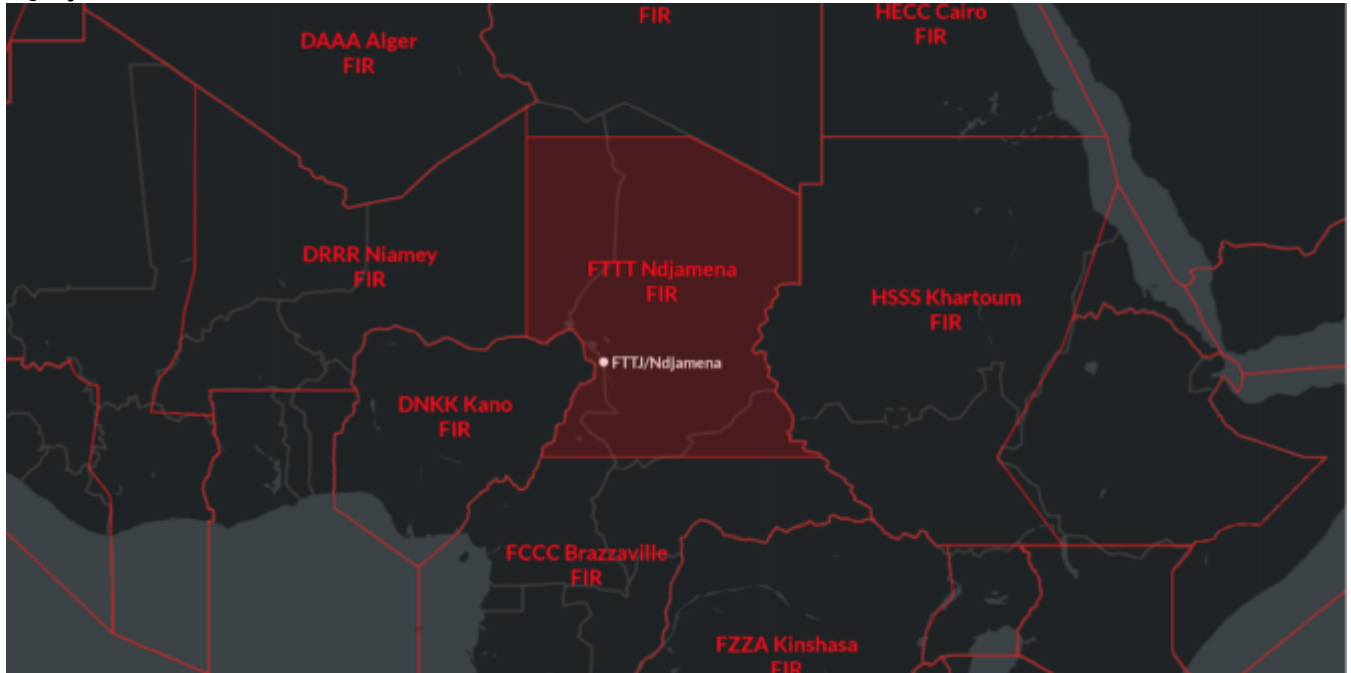 FIR
HECC Cairo
FIR
DAAA Alger
FIR
DRRR Niamey
FIR
FTTT Ndjamena
FIR
HSSS Khartoum
FIR
FTTJ/Ndjamena
DNKK Kano
FIR
FCCC Brazzaville
FIR
FZZA Kinshasa
FIR